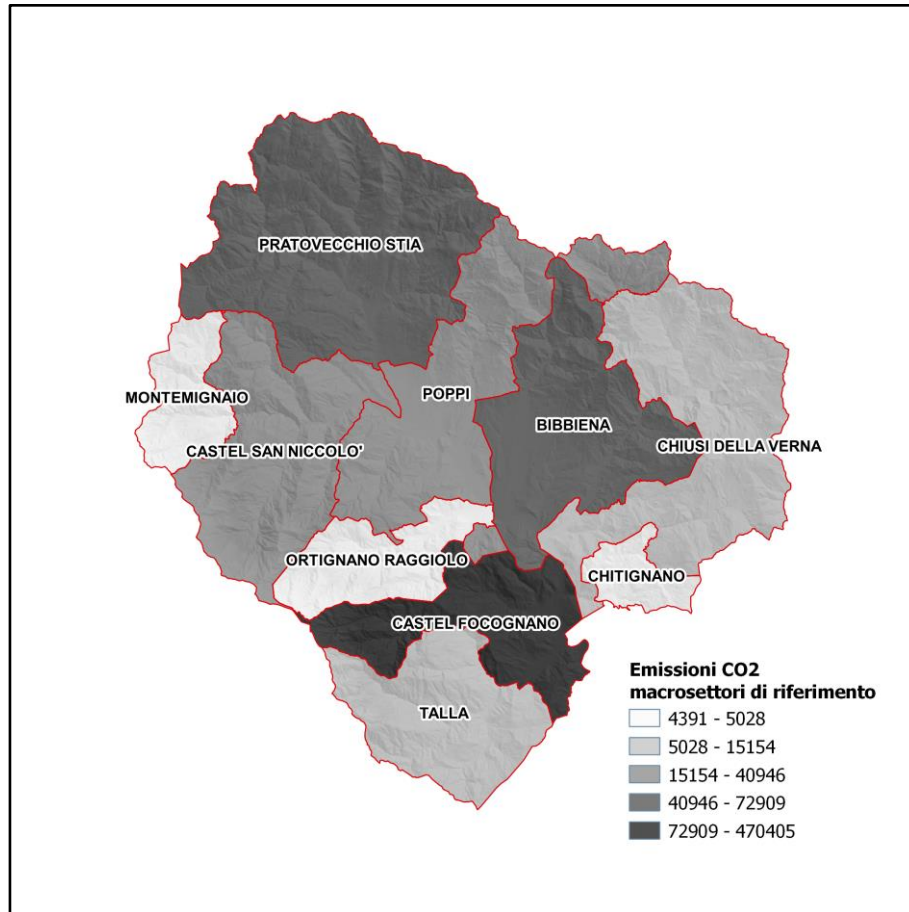 PRATOVECCHIO STIA
MONTEMIGNAIO
POPPI
BIBBIENA
CASTEL SAN NICCOLO'
CHIUSI DELLA VERNA
ORTIGNANO RAGGIOLO
CHITIGNANO
CASTEL FOCOGNANO
TALLA
Emissioni CO2
macrosettori di riferimento
4391 - 5028
5028 - 15154
15154 - 40946
40946 - 72909
72909 - 470405